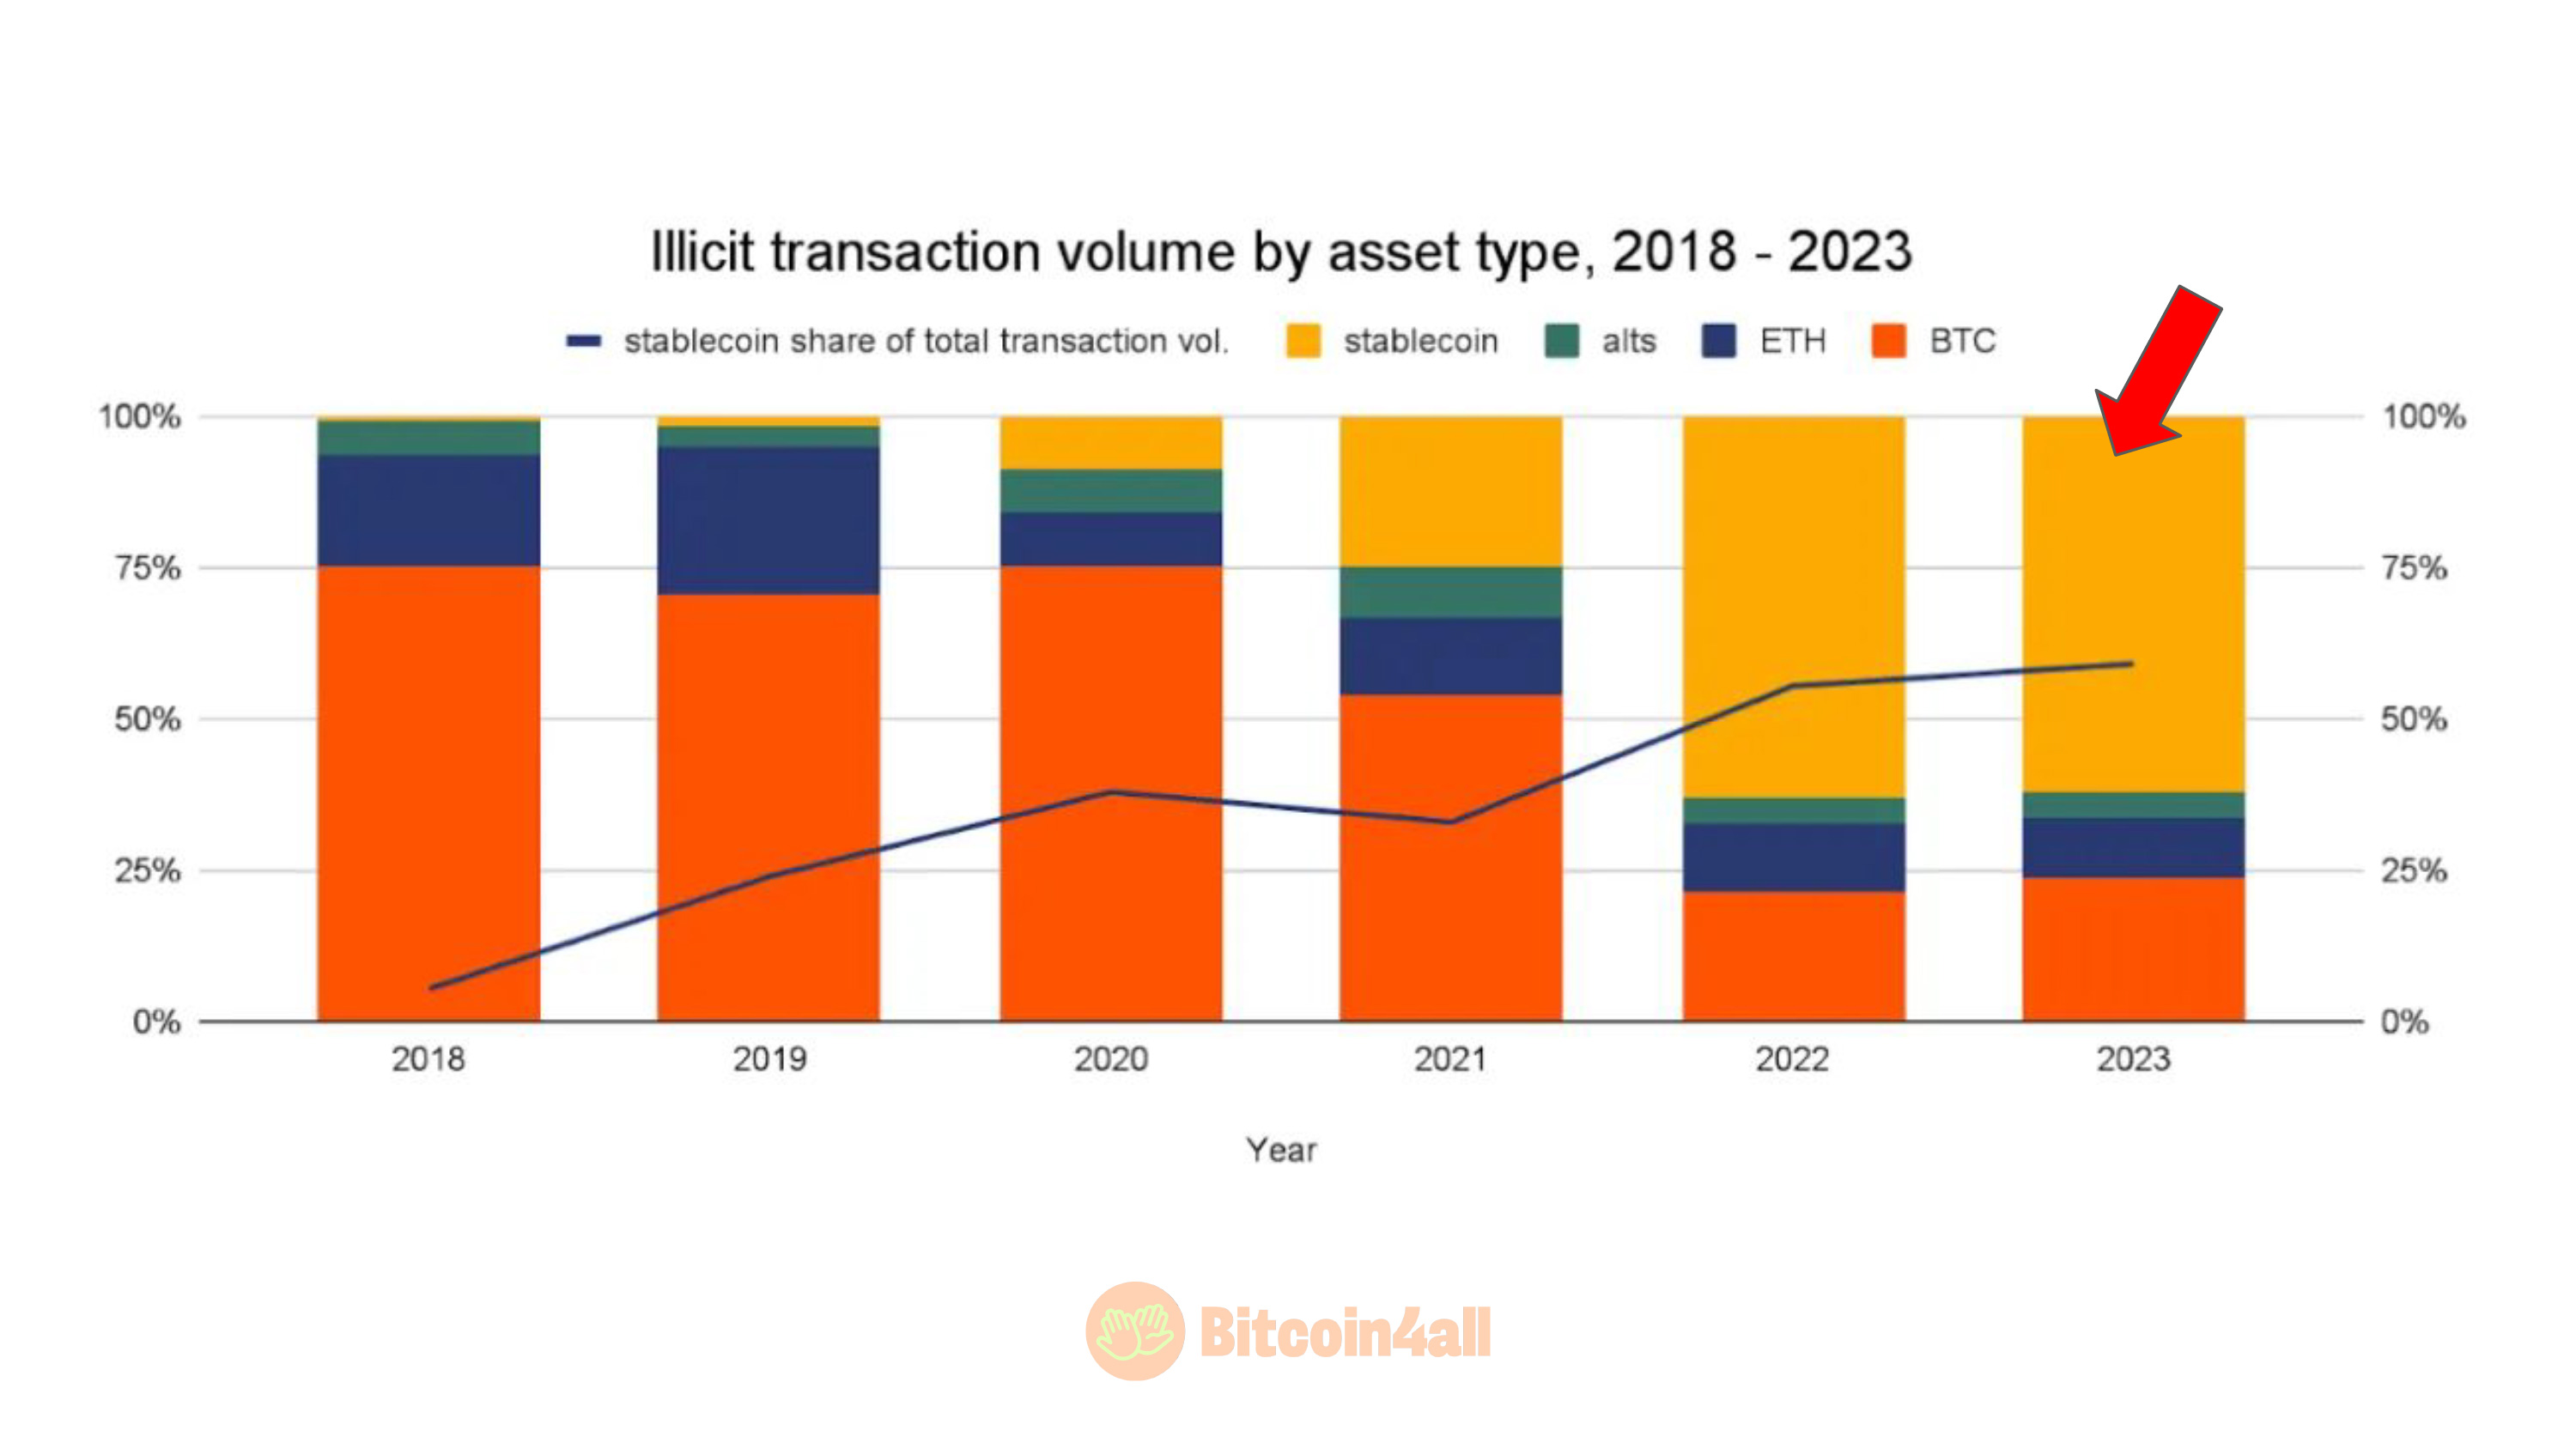 Illicit transaction volume by asset type, 2018 - 2023
stablecoin share of total transaction vol. stablecoin alts ETH BTC
100% 100%
75% 75%
50% 50%
25% 25%
0% 0%
2018 2019 2020 2021 2022 2023
Year
Bitcoin4all